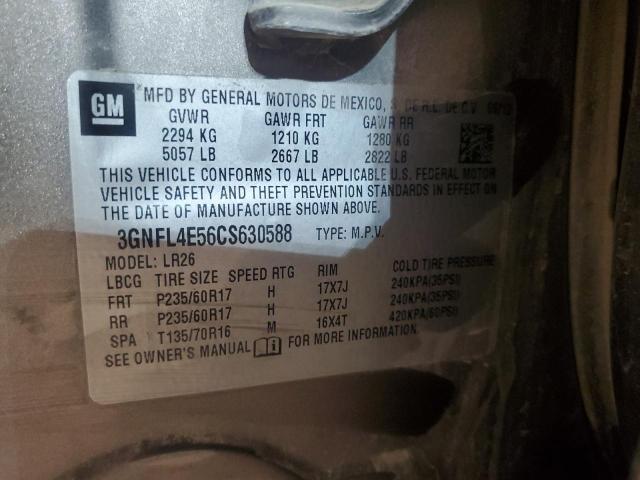 GM
MFD BY GENERAL MOTORS DE MEXICO, S. DE R.L. DE C.V
GVWR GAWR FRT GAWR RR
2294 KG 1210 KG 1280 KG
5057 LB 2667 LB 2822 LB
THIS VEHICLE CONFORMS TO ALL APPLICABLE U.S. FEDERAL MOTOR
VEHICLE SAFETY AND THEFT PREVENTION STANDARDS IN EFFECT ON
THE DATE OF MANUFACTURE SHOWN ABOVE.
3GNFL4E56CS630588 TYPE: M.P.V.
MODEL: LR26
LBCG TIRE SIZE SPEED RTG RIM COLD TIRE PRESSURE
FRT P235/60R17 H 17X7J 240KPA(35PSI)
RR P235/60R17 H 17X7J 240KPA(35PSI)
SPA T135/70R16 M 16X4T 420KPA(60PSI)
SEE OWNER'S MANUAL FOR MORE INFORMATION.